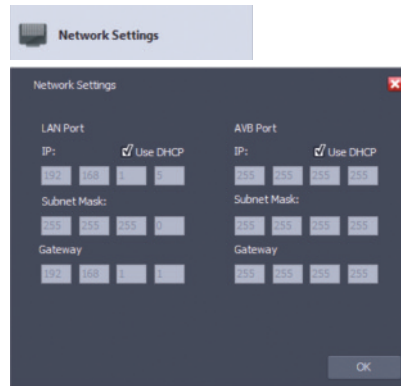 Network Settings
Network Settings
LAN Port
IP: Use DHCP
192 168 1 5
Subnet Mask:
255 255 255 0
Gateway
192 168 1 1
AVB Port
IP: Use DHCP
255 255 255 255
Subnet Mask:
255 255 255 255
Gateway
255 255 255 255
OK